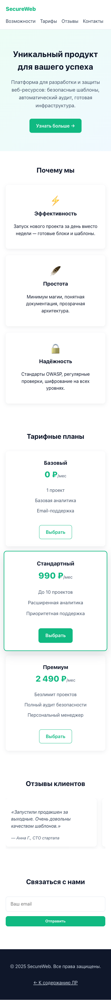 SecureWeb
Возможности Тарифы Отзывы Контакты
Уникальный продукт
для вашего успеха
Платформа для разработки и защиты
веб-ресурсов: безопасные шаблоны,
автоматический аудит, готовая
инфраструктура.
Узнать больше →
Почему мы
Эффективность
Запуск нового проекта за день вместо
недели — готовые блоки и шаблоны.
Простота
Минимум магии, понятная
документация, прозрачная
архитектура.
Надёжность
Стандарты OWASP, регулярные
проверки, шифрование на всех
уровнях.
Тарифные планы
Базовый
0 ₽/мес
1 проект
Базовая аналитика
Email-поддержка
Выбрать
Стандартный
990 ₽/мес
До 10 проектов
Расширенная аналитика
Приоритетная поддержка
Выбрать
Премиум
2 490 ₽/мес
Безлимит проектов
Полный аудит безопасности
Персональный менеджер
Выбрать
Отзывы клиентов
«Запустили продакшен за
выходные. Очень довольны
качеством шаблонов.»
— Анна Г., CTO стартапа
Связаться с нами
Ваш email
Отправить
© 2025 SecureWeb. Все права защищены.
← К содержанию ЛР